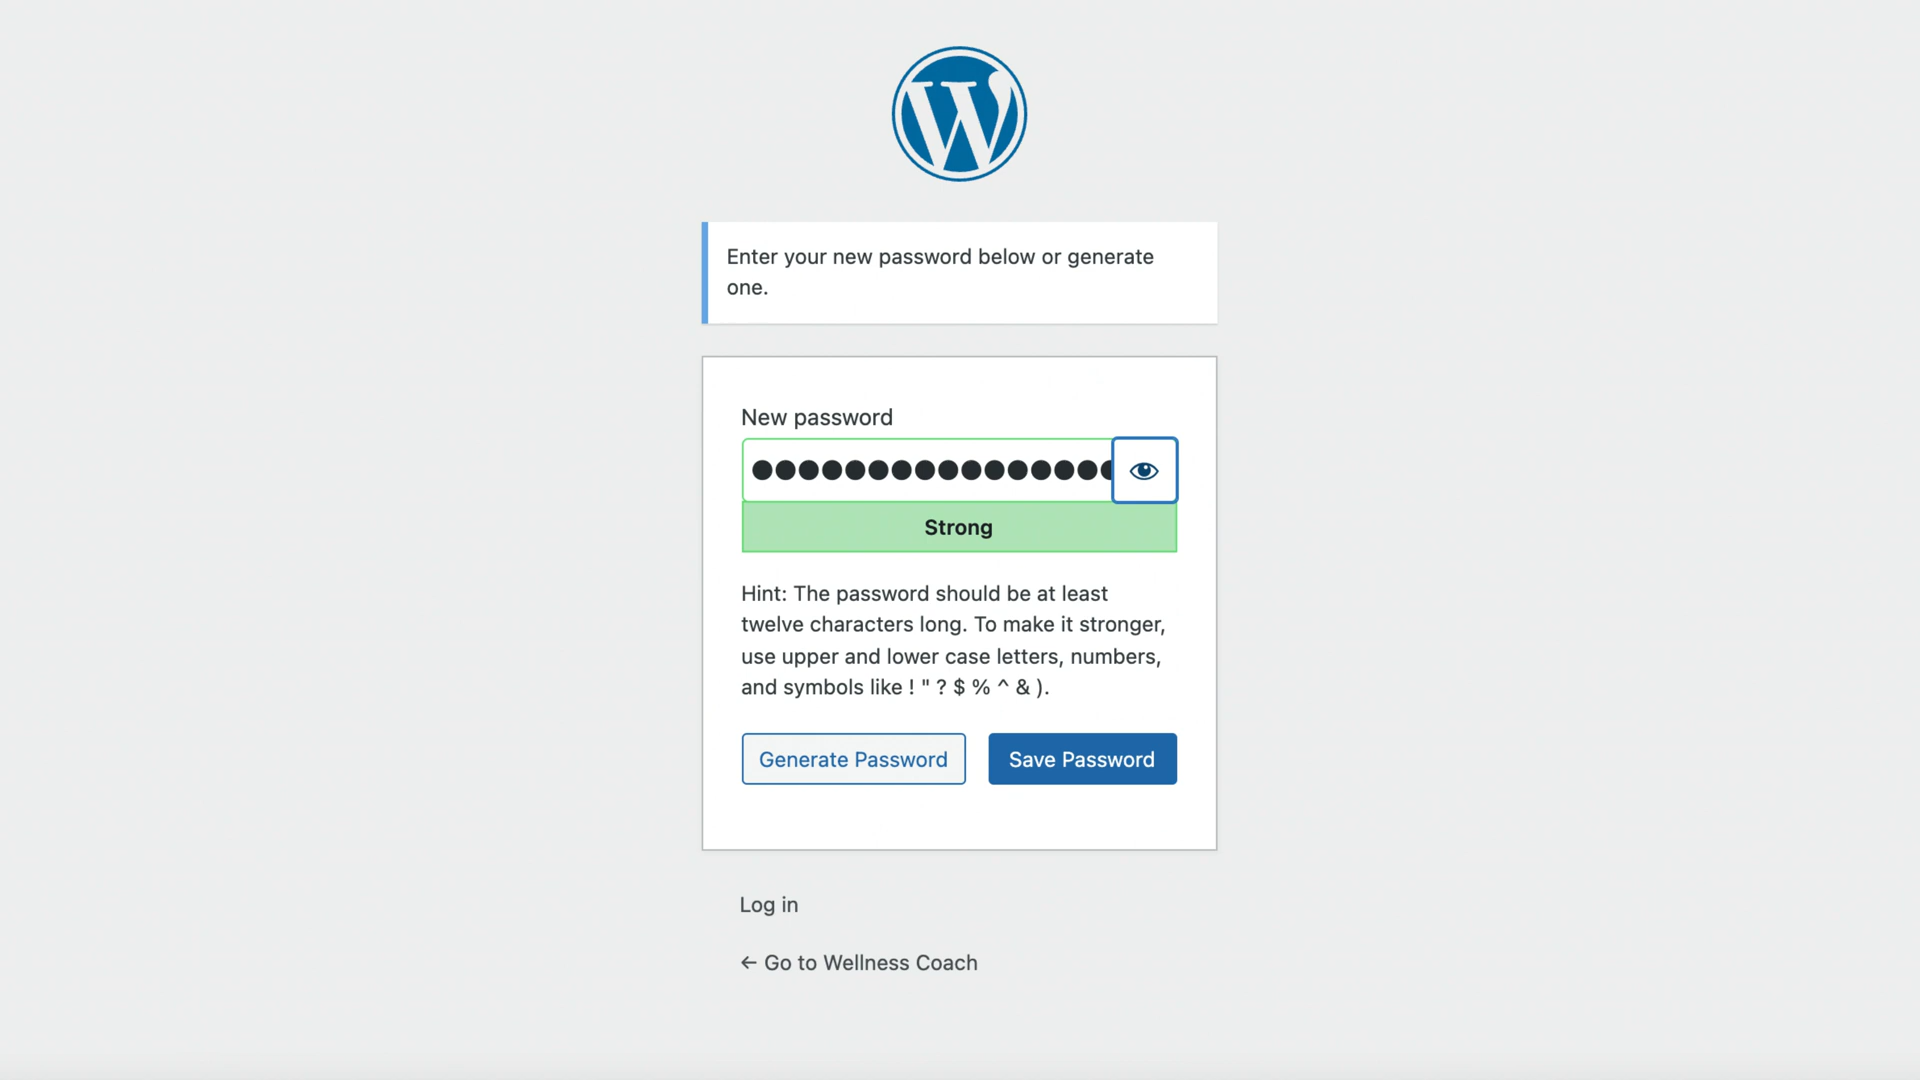 Enter your new password below or generate
one.
New password
Strong
Hint: The password should be at least
twelve characters long. To make it stronger,
use upper and lower case letters, numbers,
and symbols like ! " ? $ % ^ & ).
Generate Password
Save Password
Log in
← Go to Wellness Coach